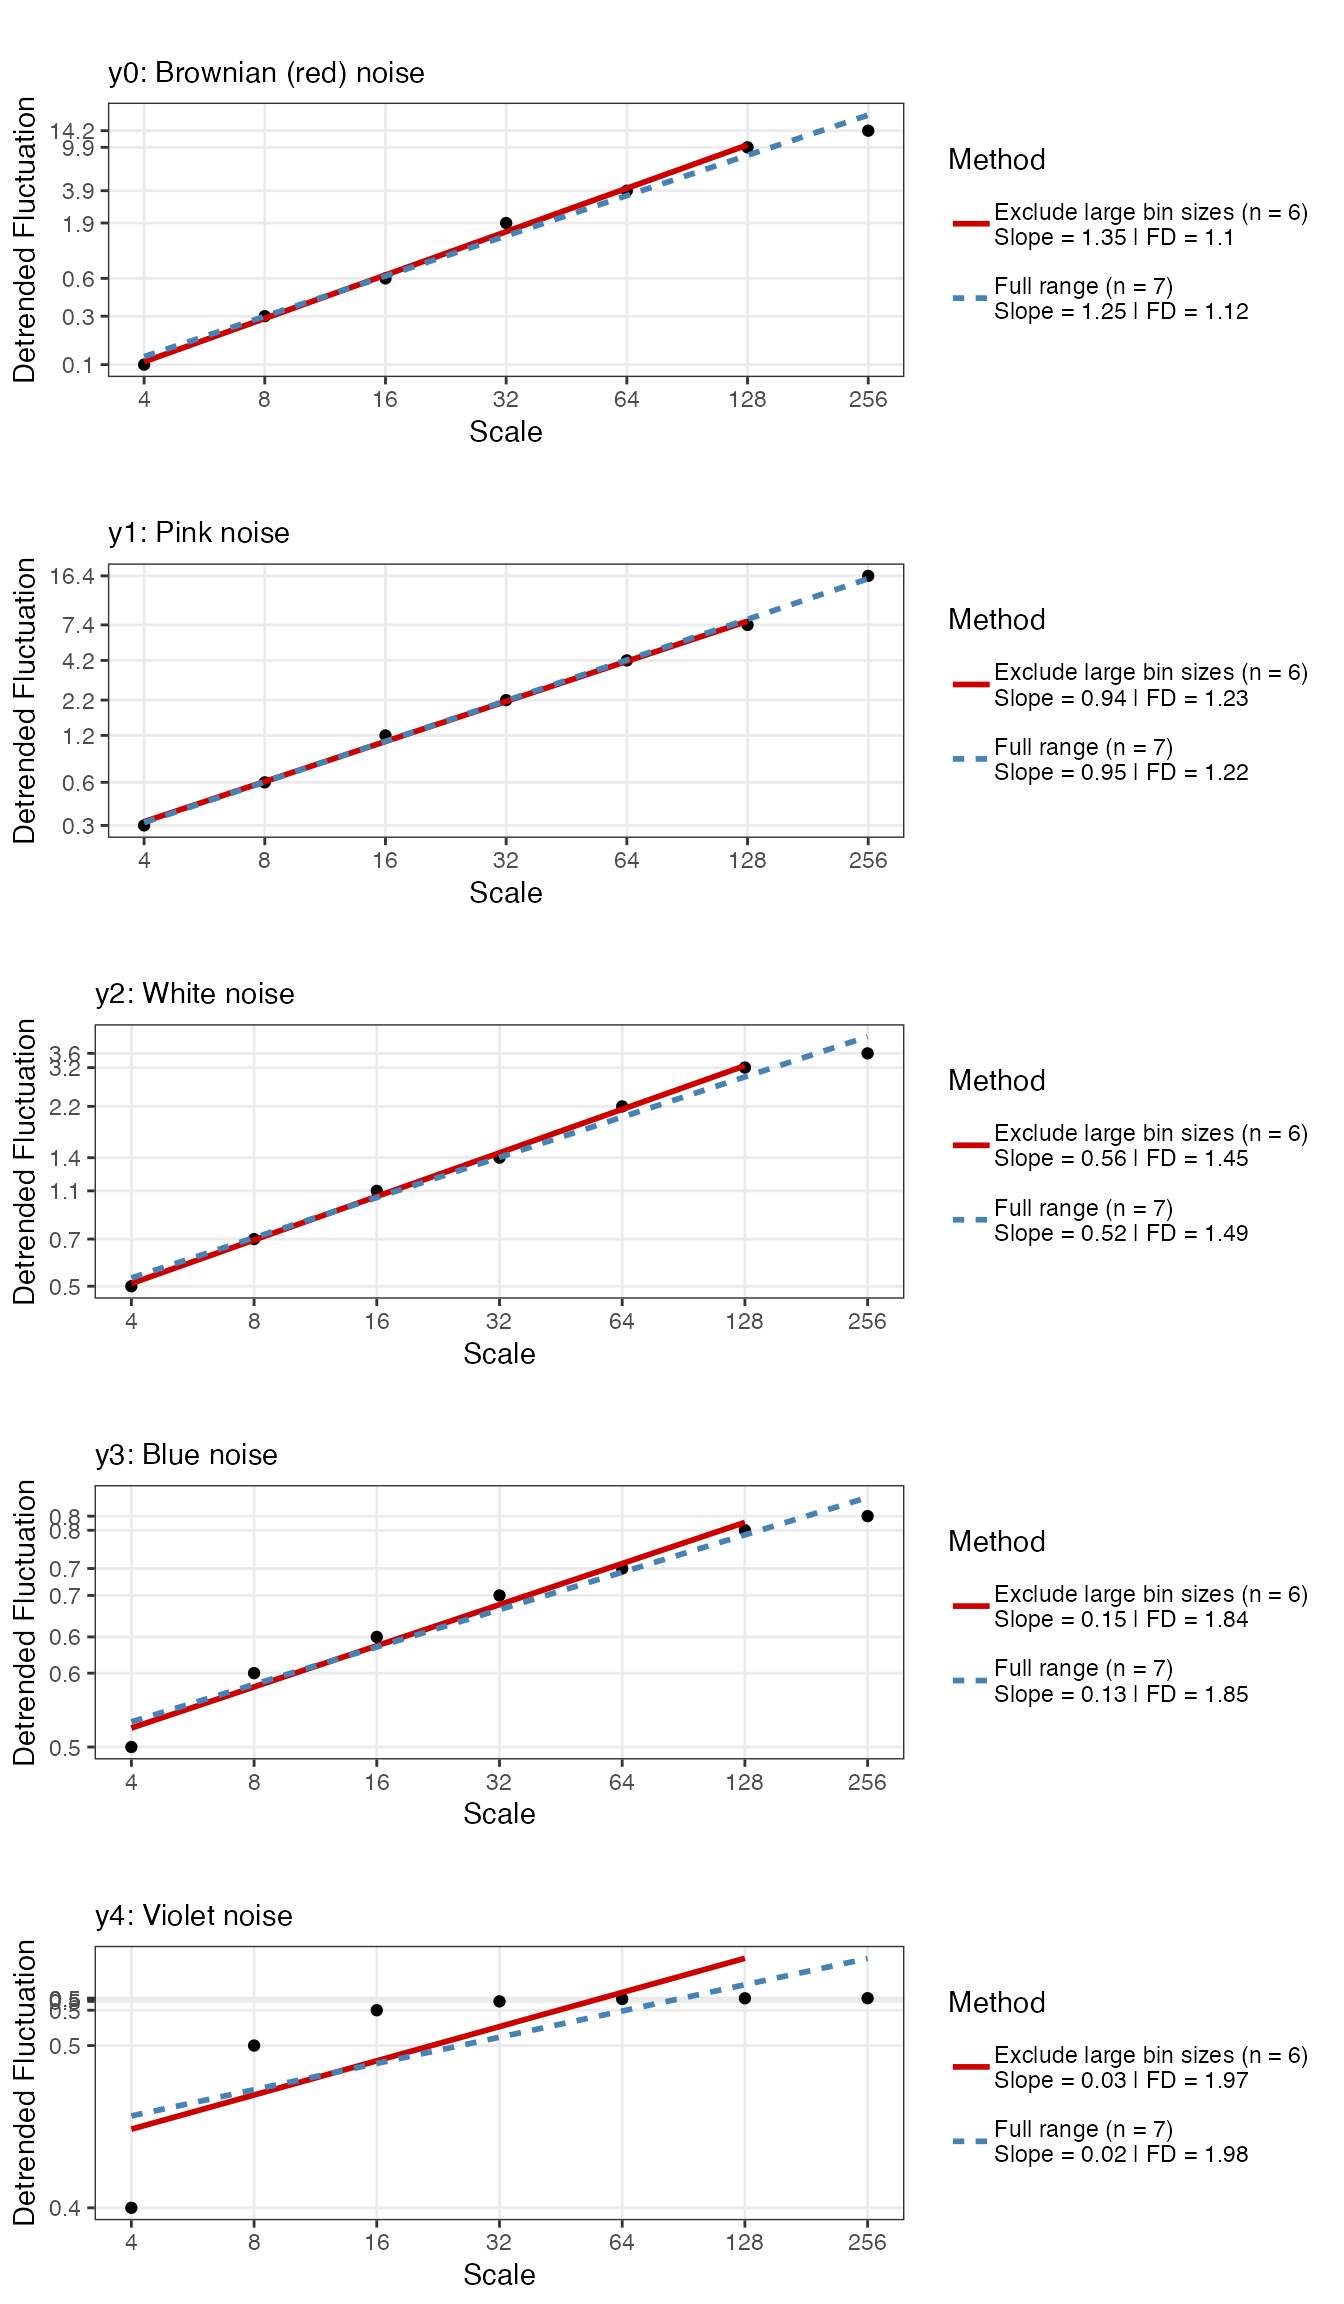 y0: Brownian (red) noise
Detrended Fluctuation
14.2
9.9
3.9
1.9
0.6
0.3
0.1
4 8 16 32 64 128 256
Scale
Method
Exclude large bin sizes (n = 6)
Slope = 1.35 | FD = 1.1
Full range (n = 7)
Slope = 1.25 | FD = 1.12
y1: Pink noise
Detrended Fluctuation
16.4
7.4
4.2
2.2
1.2
0.6
0.3
4 8 16 32 64 128 256
Scale
Method
Exclude large bin sizes (n = 6)
Slope = 0.94 | FD = 1.23
Full range (n = 7)
Slope = 0.95 | FD = 1.22
y2: White noise
Detrended Fluctuation
3.6
3.2
2.2
1.4
1.1
0.7
0.5
4 8 16 32 64 128 256
Scale
Method
Exclude large bin sizes (n = 6)
Slope = 0.56 | FD = 1.45
Full range (n = 7)
Slope = 0.52 | FD = 1.49
y3: Blue noise
Detrended Fluctuation
0.8
0.8
0.7
0.7
0.6
0.6
0.5
4 8 16 32 64 128 256
Scale
Method
Exclude large bin sizes (n = 6)
Slope = 0.15 | FD = 1.84
Full range (n = 7)
Slope = 0.13 | FD = 1.85
y4: Violet noise
Detrended Fluctuation
0.5
0.5
0.4
4 8 16 32 64 128 256
Scale
Method
Exclude large bin sizes (n = 6)
Slope = 0.03 | FD = 1.97
Full range (n = 7)
Slope = 0.02 | FD = 1.98